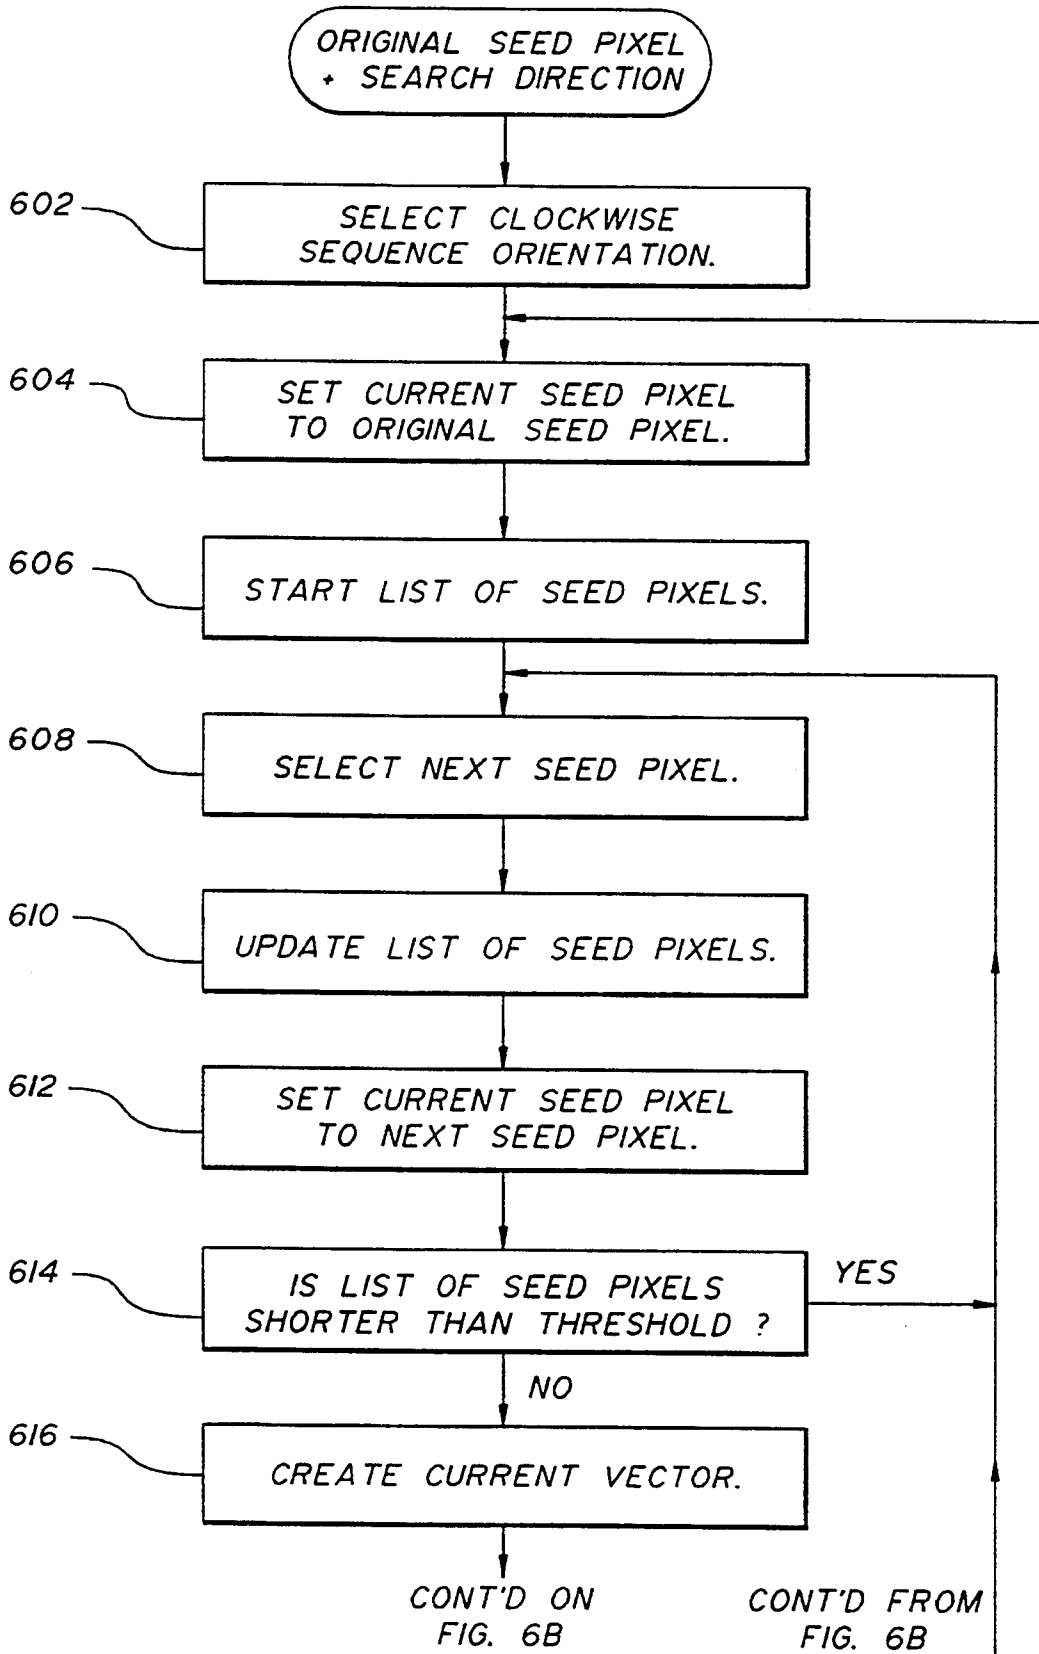 ORIGINAL SEED PIXEL
+ SEARCH DIRECTION
602
SELECT CLOCKWISE
SEQUENCE ORIENTATION.
604
SET CURRENT SEED PIXEL
TO ORIGINAL SEED PIXEL.
606
START LIST OF SEED PIXELS.
608
SELECT NEXT SEED PIXEL.
610
UPDATE LIST OF SEED PIXELS.
612
SET CURRENT SEED PIXEL
TO NEXT SEED PIXEL.
614
IS LIST OF SEED PIXELS
SHORTER THAN THRESHOLD ?
YES
NO
616
CREATE CURRENT VECTOR.
CONT'D ON
FIG. 6B
CONT'D FROM
FIG. 6B